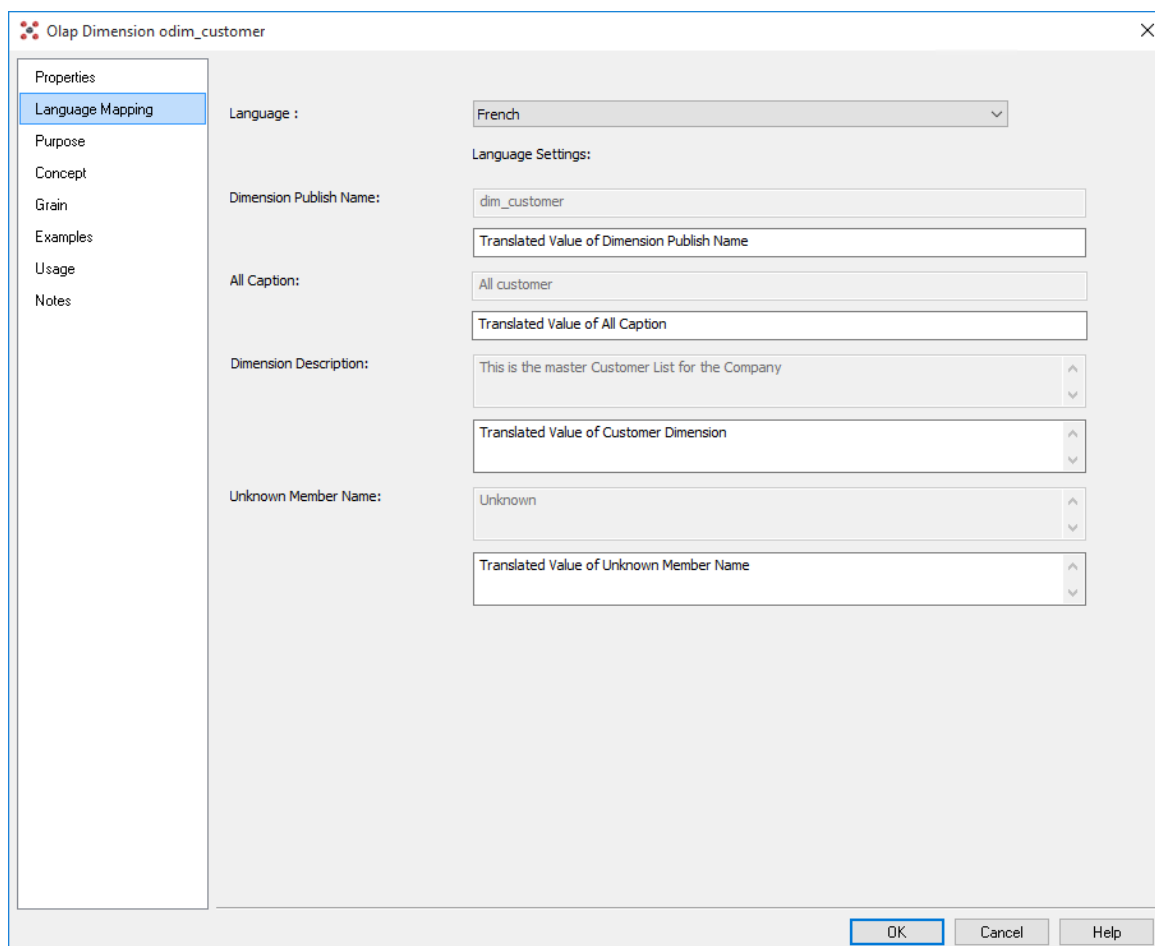 Olap Dimension odim_customer
Properties
Language Mapping
Purpose
Concept
Grain
Examples
Usage
Notes
Language :
French
Language Settings:
Dimension Publish Name:
dim_customer
Translated Value of Dimension Publish Name
All Caption:
All customer
Translated Value of All Caption
Dimension Description:
This is the master Customer List for the Company
Translated Value of Customer Dimension
Unknown Member Name:
Unknown
Translated Value of Unknown Member Name
OK
Cancel
Help